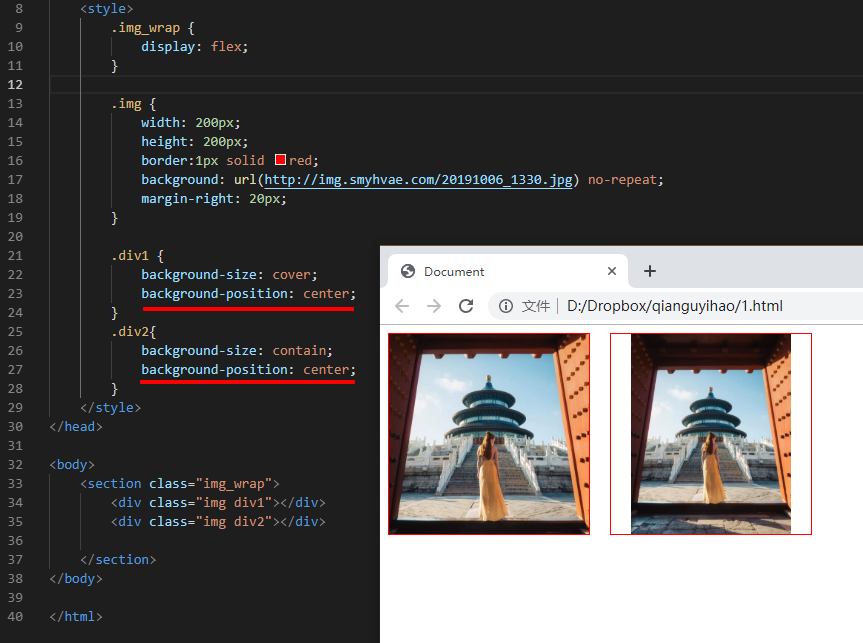 8 <style>
9 .img_wrap {
10 display: flex;
11 }
12
13 .img {
14 width: 200px;
15 height: 200px;
16 border:1px solid red;
17 background: url(http://img.smyhvae.com/20191006_1330.jpg) no-repeat;
18 margin-right: 20px;
19 }
20
21 .div1 {
22 background-size: cover;
23 background-position: center;
24 }
25 .div2{
26 background-size: contain;
27 background-position: center;
28 }
29 </style>
30 </head>
31
32 <body>
33 <section class="img_wrap">
34 <div class="img div1"></div>
35 <div class="img div2"></div>
36
37 </section>
38 </body>
39
40 </html>
Document
文件 D:/Dropbox/qianguyihao/1.html